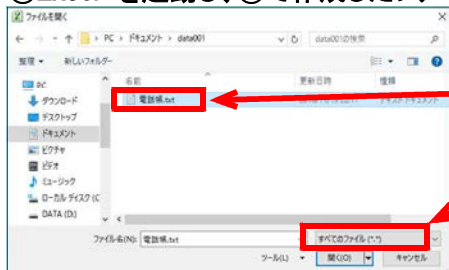 ファイルを開く
PC › ドキュメント › data001
data001の検索
整理 新しいフォルダー
名前 更新日時 種類
PC
ダウンロード
デスクトップ
ドキュメント
ピクチャ
ビデオ
ミュージック
ローカル ディスク (C
DATA (D:)
電話帳.txt テキスト ドキュメント
ファイル名(N): 電話帳.txt すべてのファイル (*.*)
ツール(L) 開く(O) キャンセル